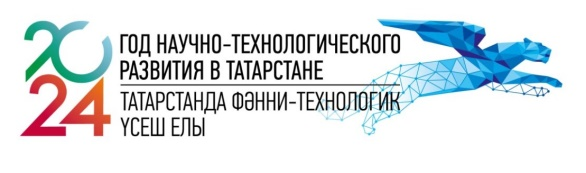 2024
ГОД НАУЧНО-ТЕХНОЛОГИЧЕСКОГО
РАЗВИТИЯ В ТАТАРСТАНЕ
ТАТАРСТАНДА ФӘННИ-ТЕХНОЛОГИК
ҮСЕШ ЕЛЫ